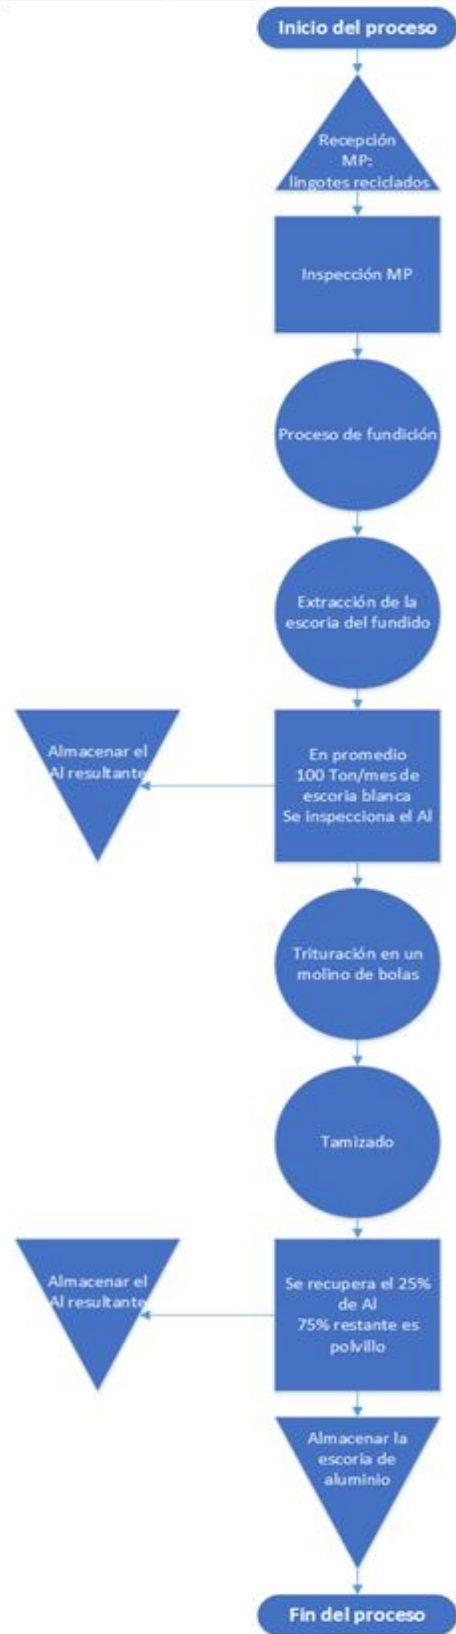 Inicio del proceso
Recepción
MP:
lingotes reciclados
Inspección MP
Proceso de fundición
Extracción de la
escoria del fundido
Almacenar el
Al resultante
En promedio
100 Ton/mes de
escoria blanca
Se inspecciona el Al
Trituración en un
molino de bolas
Tamizado
Almacenar el
Al resultante
Se recupera el 25%
de Al
75% restante es
polvillo
Almacenar la
escoria de
aluminio
Fin del proceso